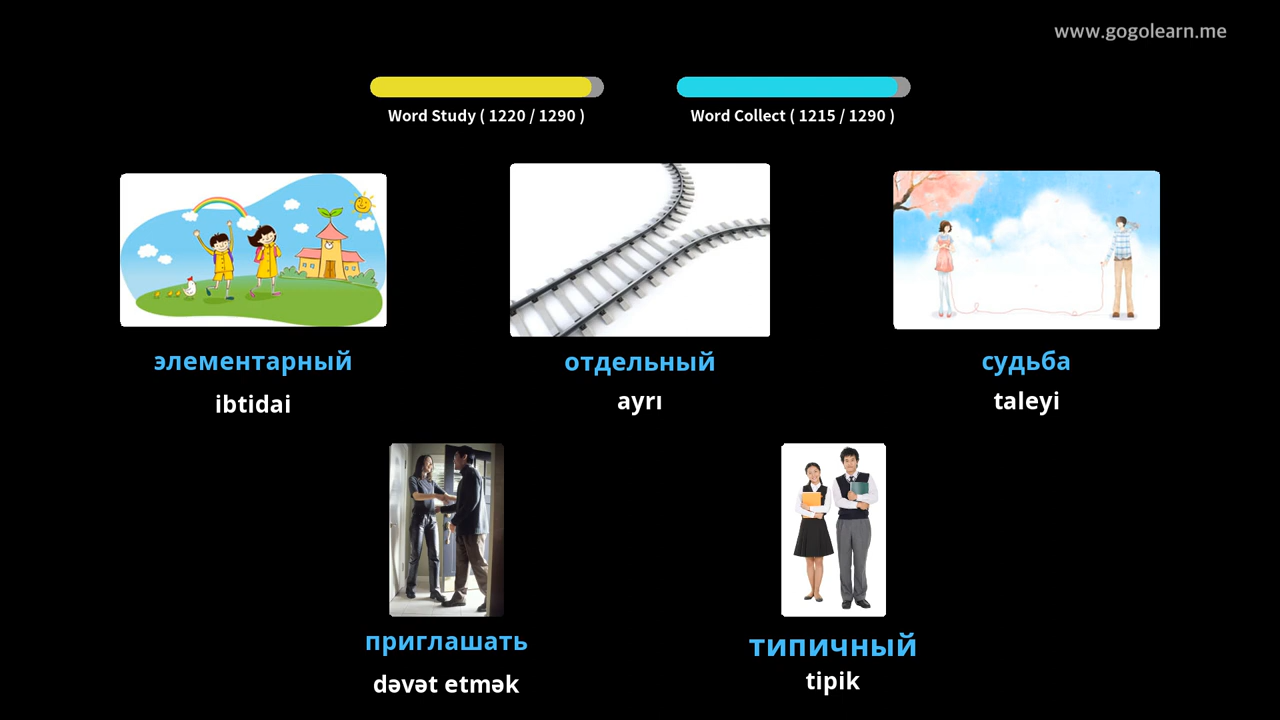 www.gogolearn.me
Word Study ( 1220 / 1290 )
Word Collect ( 1215 / 1290 )
элементарный
ibtidai
отдельный
ayrı
судьба
taleyi
приглашать
dəvət etmək
типичный
tipik